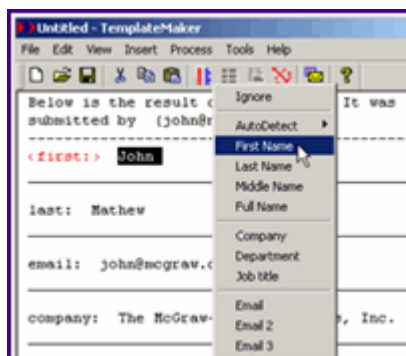 Untitled - TemplateMaker
File Edit View Insert Process Tools Help
Below is the result o It was
submitted by (john@r
<first:> John
last: Mathew
email: john@mcgraw.c
company: The McGraw- s, Inc.
Ignore
AutoDetect
First Name
Last Name
Middle Name
Full Name
Company
Department
Job title
Email
Email 2
Email 3